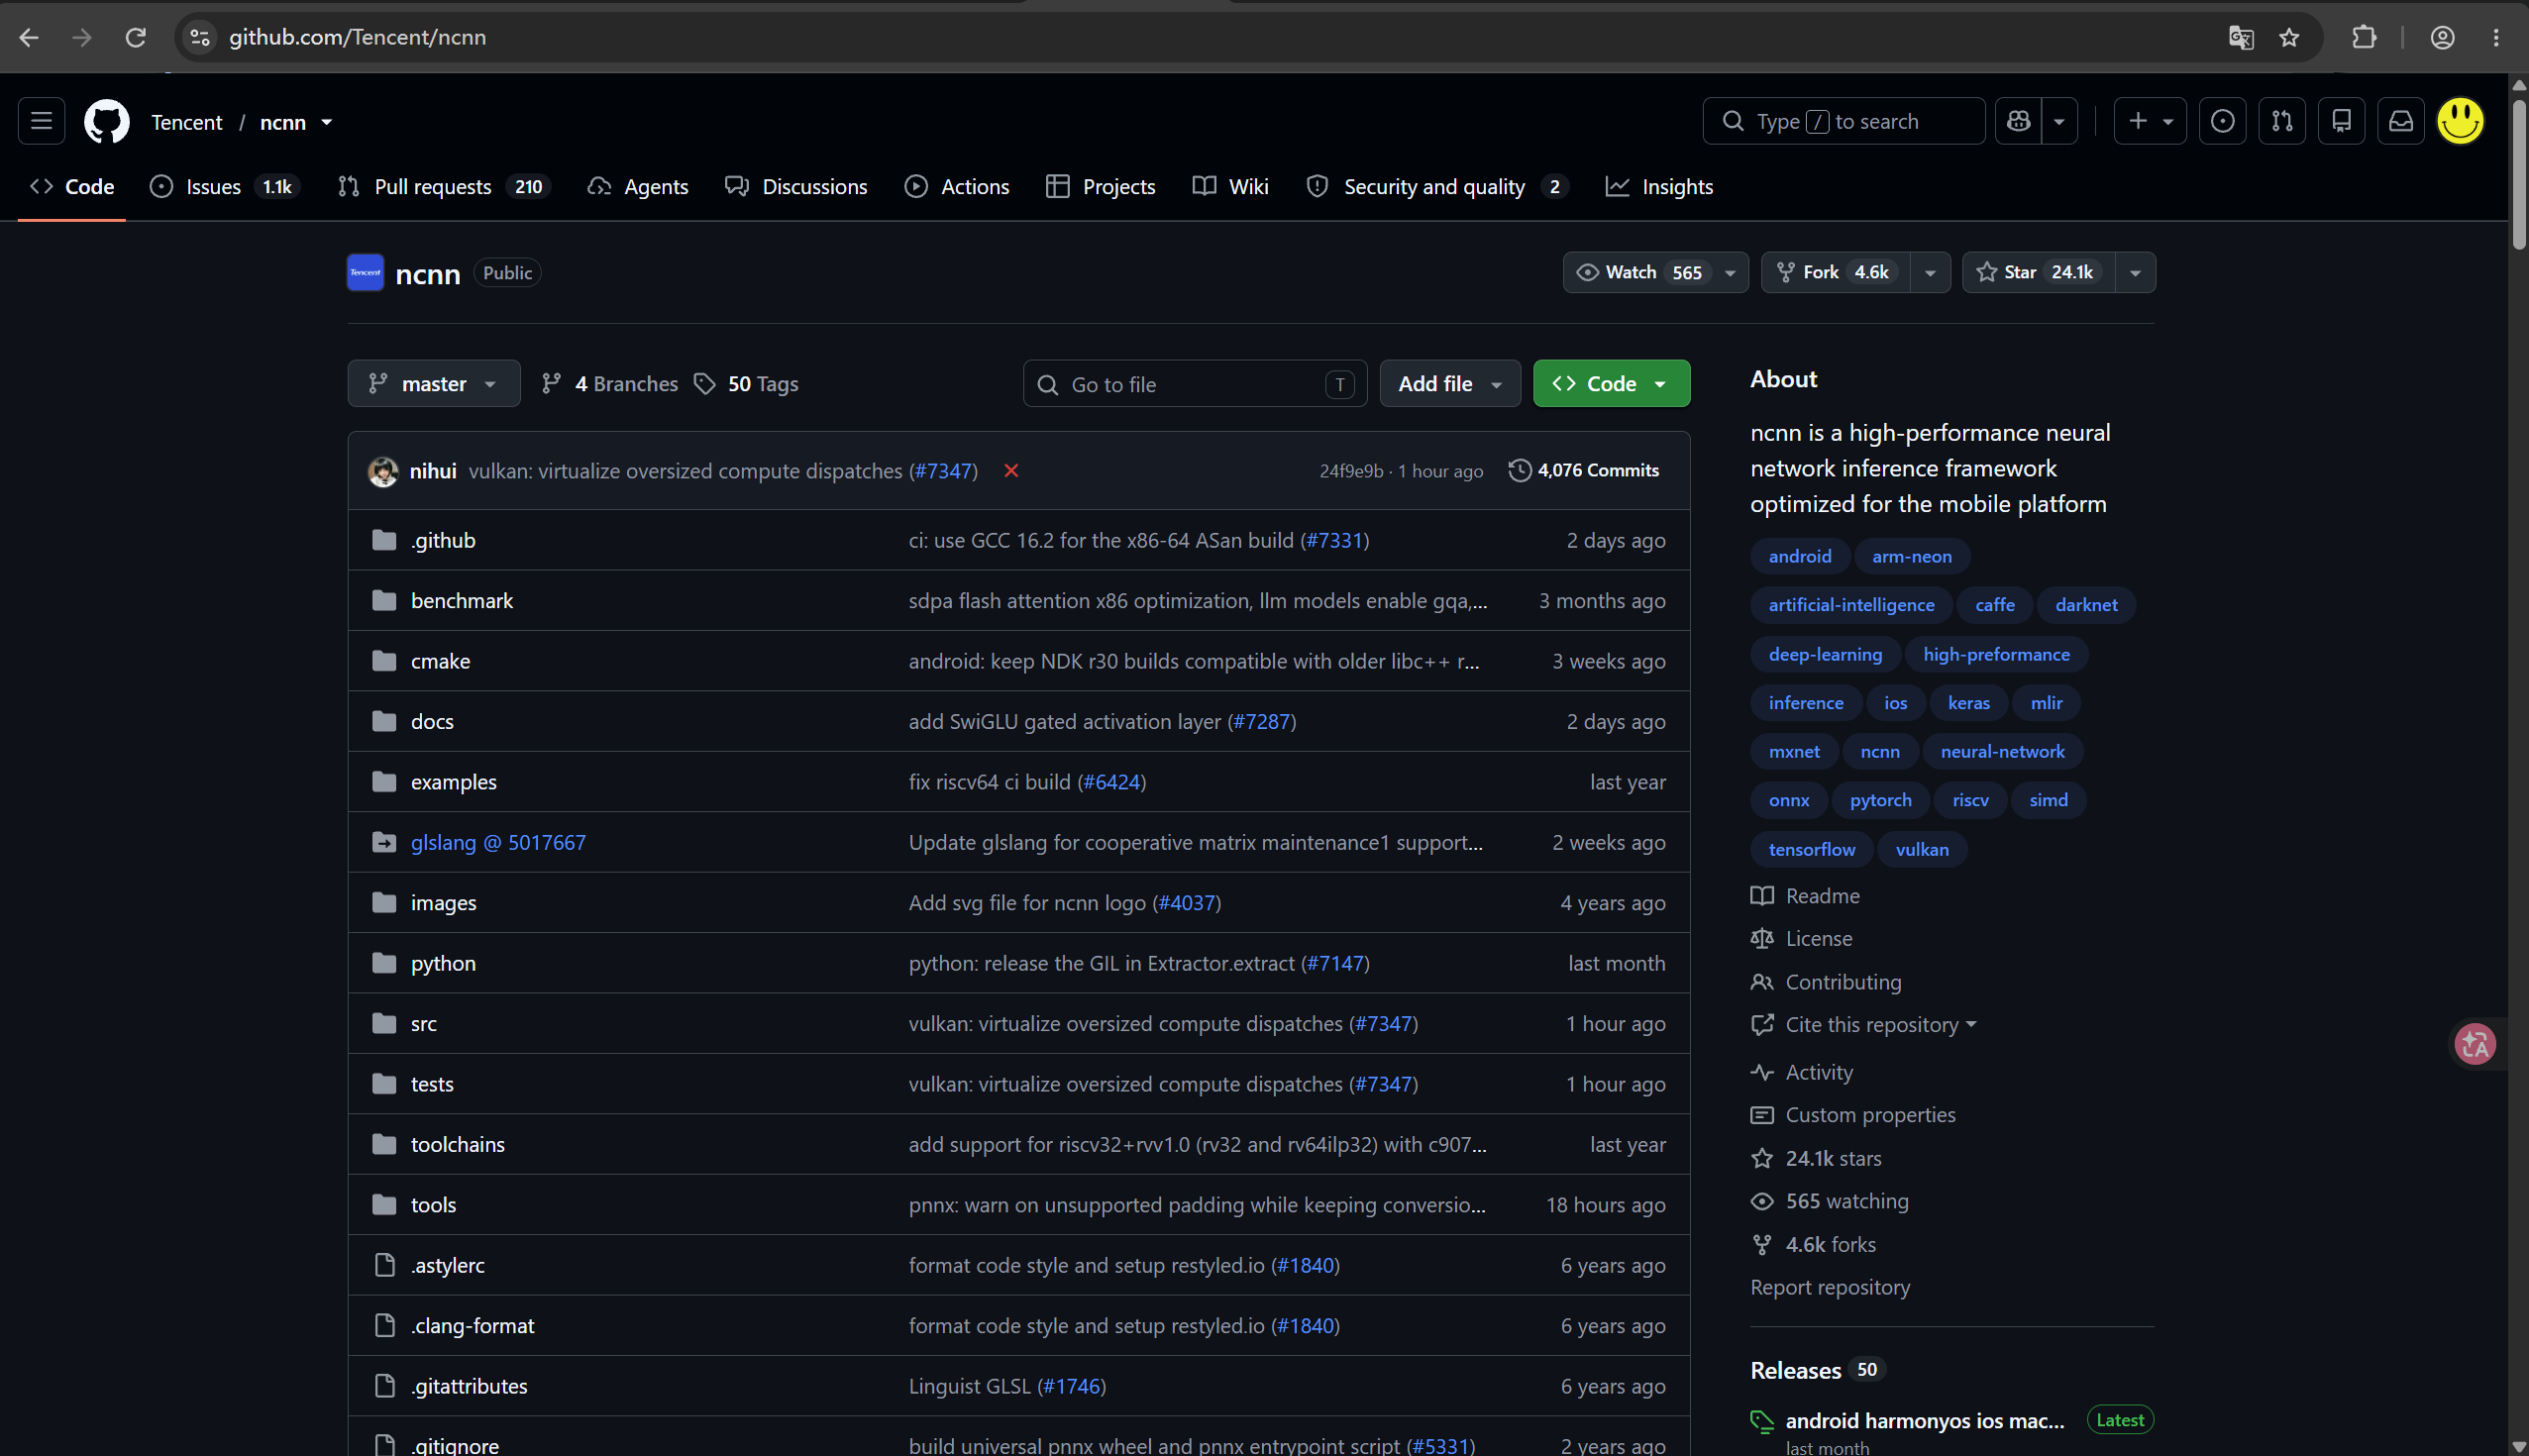 github.com/Tencent/ncnn
Tencent / ncnn
Type / to search
Code
Issues 1.1k
Pull requests 210
Agents
Discussions
Actions
Projects
Wiki
Security and quality 2
Insights
Tencent
ncnn Public
Watch 565
Fork 4.6k
Star 24.1k
master
4 Branches
50 Tags
Go to file T
Add file
Code
nihui vulkan: virtualize oversized compute dispatches (#7347)
24f9e9b · 1 hour ago
4,076 Commits
.github ci: use GCC 16.2 for the x86-64 ASan build (#7331) 2 days ago
benchmark sdpa flash attention x86 optimization, llm models enable gqa,... 3 months ago
cmake android: keep NDK r30 builds compatible with older libc++ r... 3 weeks ago
docs add SwiGLU gated activation layer (#7287) 2 days ago
examples fix riscv64 ci build (#6424) last year
glslang @ 5017667 Update glslang for cooperative matrix maintenance1 support... 2 weeks ago
images Add svg file for ncnn logo (#4037) 4 years ago
python python: release the GIL in Extractor.extract (#7147) last month
src vulkan: virtualize oversized compute dispatches (#7347) 1 hour ago
tests vulkan: virtualize oversized compute dispatches (#7347) 1 hour ago
toolchains add support for riscv32+rvv1.0 (rv32 and rv64ilp32) with c907... last year
tools pnnx: warn on unsupported padding while keeping conversio... 18 hours ago
.astylerc format code style and setup restyled.io (#1840) 6 years ago
.clang-format format code style and setup restyled.io (#1840) 6 years ago
.gitattributes Linguist GLSL (#1746) 6 years ago
.gitignore build universal pnnx wheel and pnnx entrypoint script (#5331) 2 years ago
About
ncnn is a high-performance neural
network inference framework
optimized for the mobile platform
android arm-neon
artificial-intelligence caffe darknet
deep-learning high-preformance
inference ios keras mlir
mxnet ncnn neural-network
onnx pytorch riscv simd
tensorflow vulkan
Readme
License
Contributing
Cite this repository
Activity
Custom properties
24.1k stars
565 watching
4.6k forks
Report repository
Releases 50
android harmonyos ios mac... Latest
last month